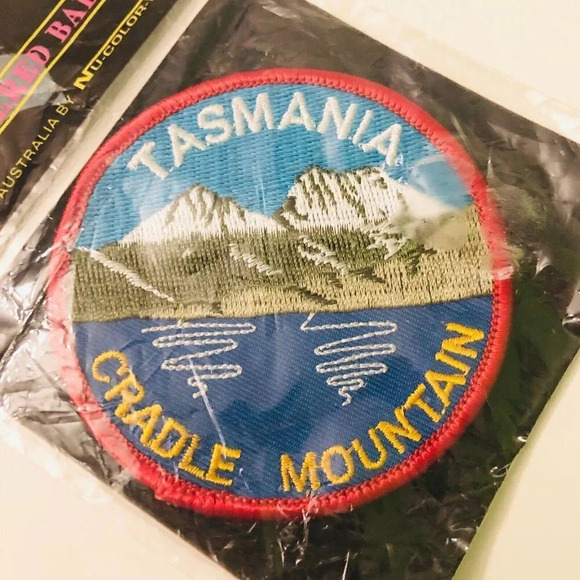 AUSTRALIA BY NU-COLOR-
TASMANIA
CRADLE MOUNTAIN